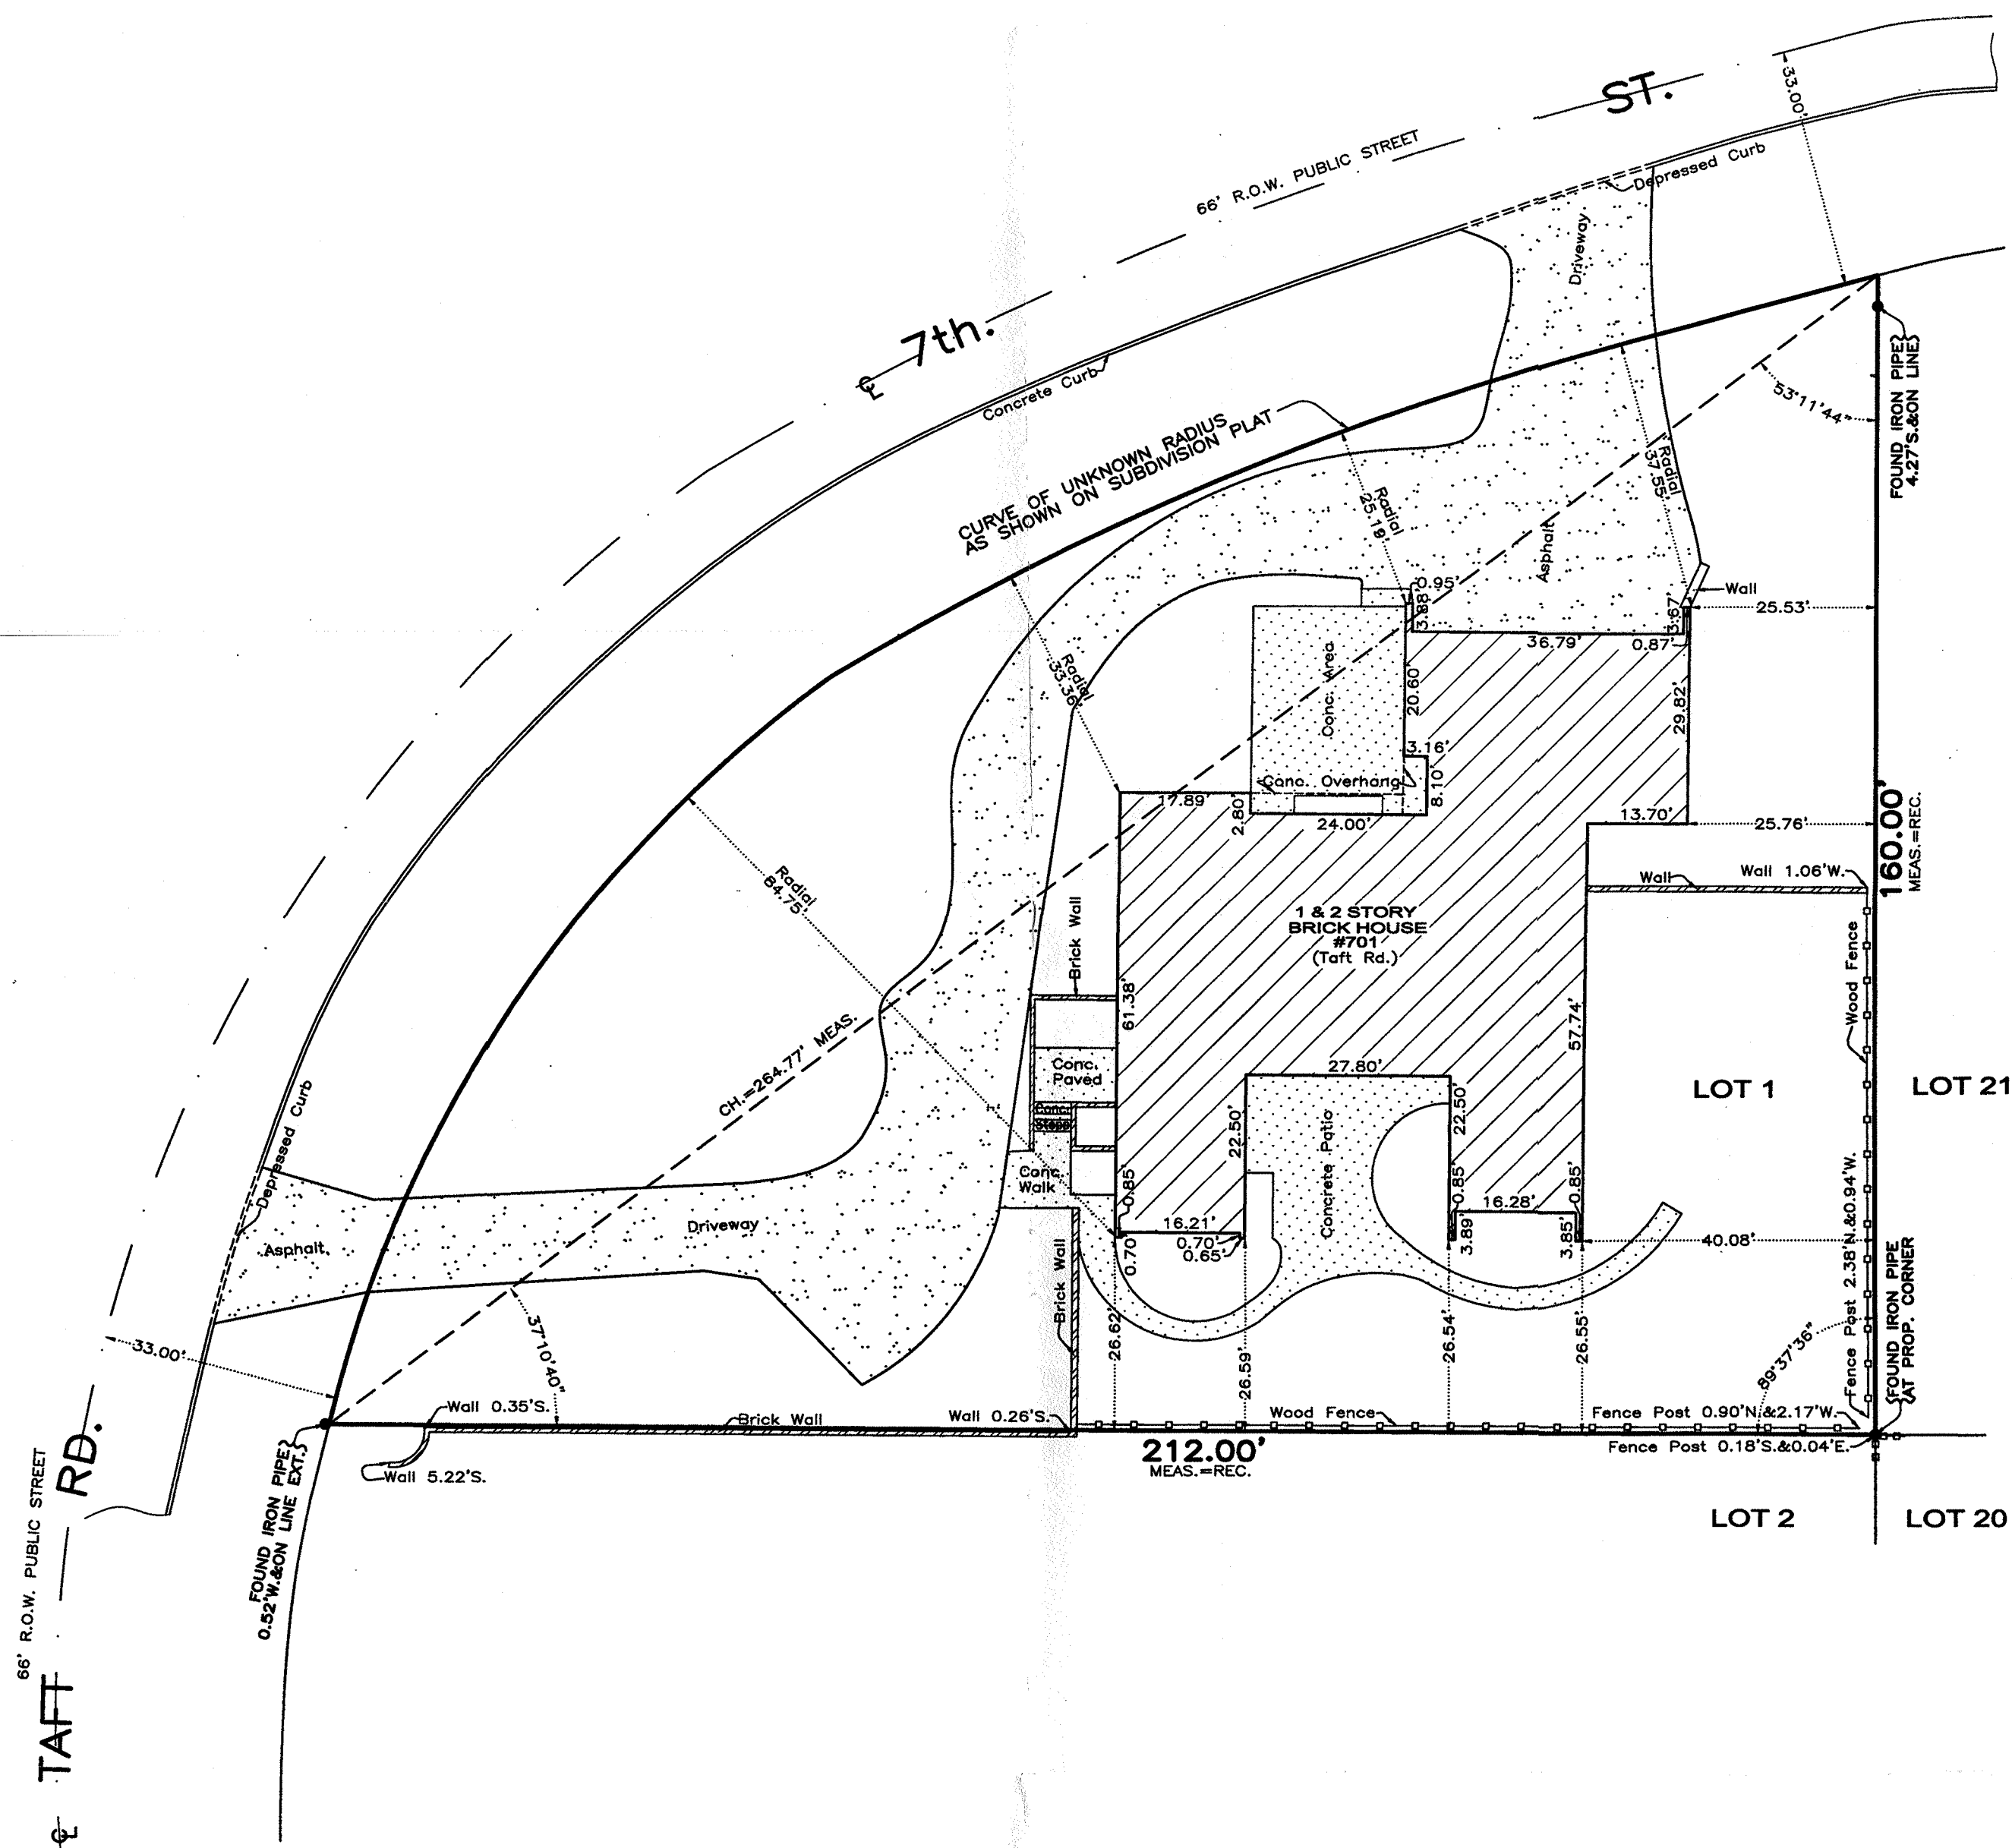 ST.
33.00'
66' R.O.W. PUBLIC STREET
Depressed Curb
Driveway
℄ 7th.
Concrete Curb
CURVE OF UNKNOWN RADIUS
AS SHOWN ON SUBDIVISION PLAT
53°11'44"
FOUND IRON PIPE
4.27'S.&ON LINE
Radial
37.55'
Radial
25.19'
Asphalt
0.95'
3.88'
Wall
25.53'
3.67'
36.79'
0.87'
Radial
33.36'
Conc. Area
20.60'
29.82'
3.16'
Conc. Overhang
8.10'
17.89'
2.80'
24.00'
13.70'
25.76'
160.00'
MEAS.=REC.
Radial
84.75'
Wall
Wall 1.06'W.
1 & 2 STORY
BRICK HOUSE
#701
(Taft Rd.)
Brick Wall
Wood Fence
61.38'
57.74'
CH.=264.77' MEAS.
Conc.
Paved
27.80'
LOT 1
LOT 21
Conc.
Stepp
Depressed Curb
22.50'
22.50'
Concrete Patio
Conc.
Walk
0.85'
0.85'
0.85'
16.21'
0.70'
0.70'
0.65'
16.28'
3.89'
3.85'
40.08'
Driveway
Asphalt
Brick Wall
Fence Post 2.38'N.&0.94'W.
FOUND IRON PIPE
AT PROP. CORNER
89°37'36"
33.00'
37°10'40"
26.62'
26.59'
26.54'
26.55'
Wall 0.35'S.
Brick Wall
Wall 0.26'S.
Wood Fence
Fence Post 0.90'N.&2.17'W.
Fence Post 0.18'S.&0.04'E.
212.00'
MEAS.=REC.
Wall 5.22'S.
FOUND IRON PIPE
0.52'W.&ON LINE EXT.
LOT 2
LOT 20
66' R.O.W. PUBLIC STREET
℄ TAFT RD.